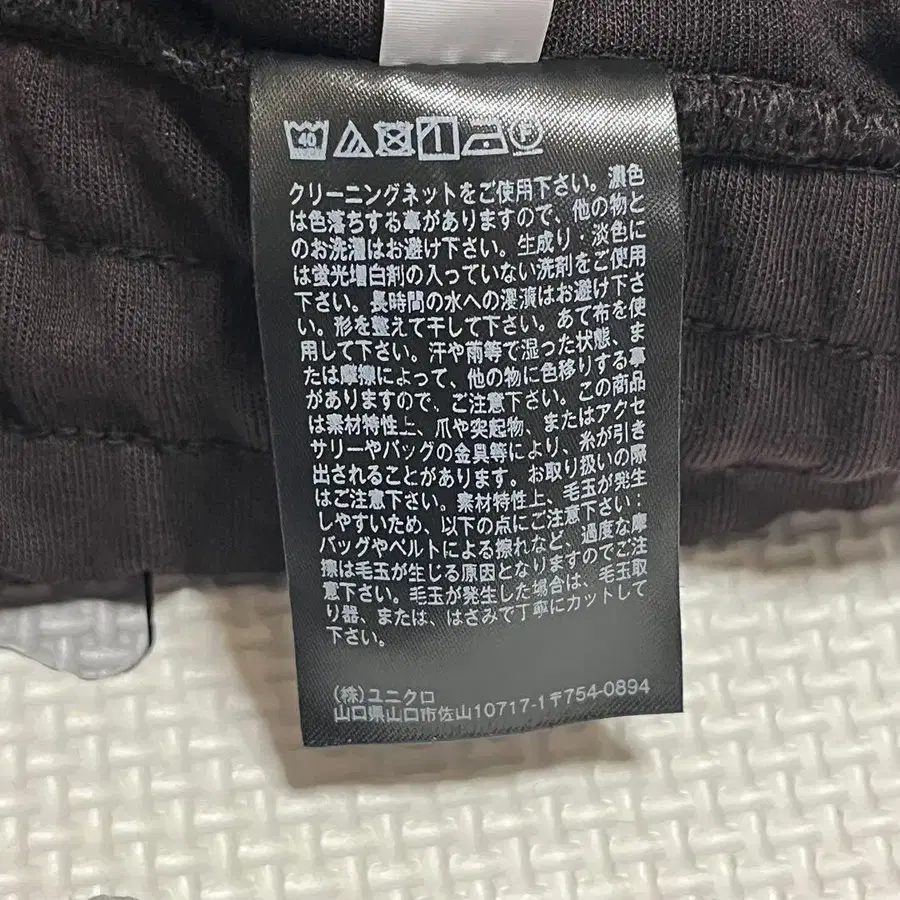 40 F
クリーニングネットをご使用下さい。濃色
は色落ちする事がありますので、他の物と
のお洗濯はお避け下さい。生成り・淡色に
は蛍光増白剤の入っていない洗剤をご使用
下さい。長時間の水への浸漬はお避け下さ
い。形を整えて干して下さい。あて布を使
用して下さい。汗や雨等で湿った状態、ま
たは摩擦によって、他の物に色移りする事
がありますので、ご注意下さい。この商品
は素材特性上、爪や突起物、またはアクセ
サリーやバッグの金具等により、糸が引き
出されることがあります。お取り扱いの際
はご注意下さい。素材特性上、毛玉が発生
しやすいため、以下の点にご注意下さい:
バッグやベルトによる擦れなど、過度な摩
擦は毛玉が生じる原因となりますのでご注
意下さい。毛玉が発生した場合は、毛玉取
り器、または、はさみで丁寧にカットして
下さい。
(株)ユニクロ
山口県山口市佐山10717-1〒754-0894